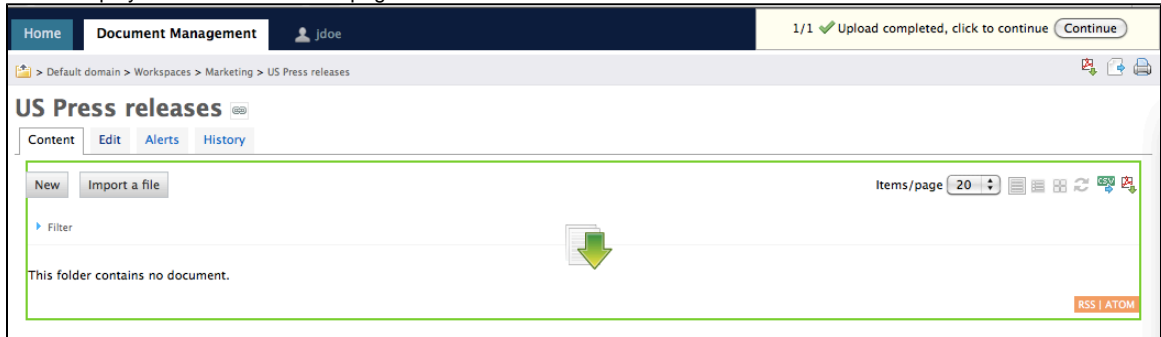 Home Document Management jdoe 1/1 Upload completed, click to continue Continue
> Default domain > Workspaces > Marketing > US Press releases
US Press releases
Content Edit Alerts History
New Import a file Items/page 20 CSV
Filter
This folder contains no document.
RSS | ATOM